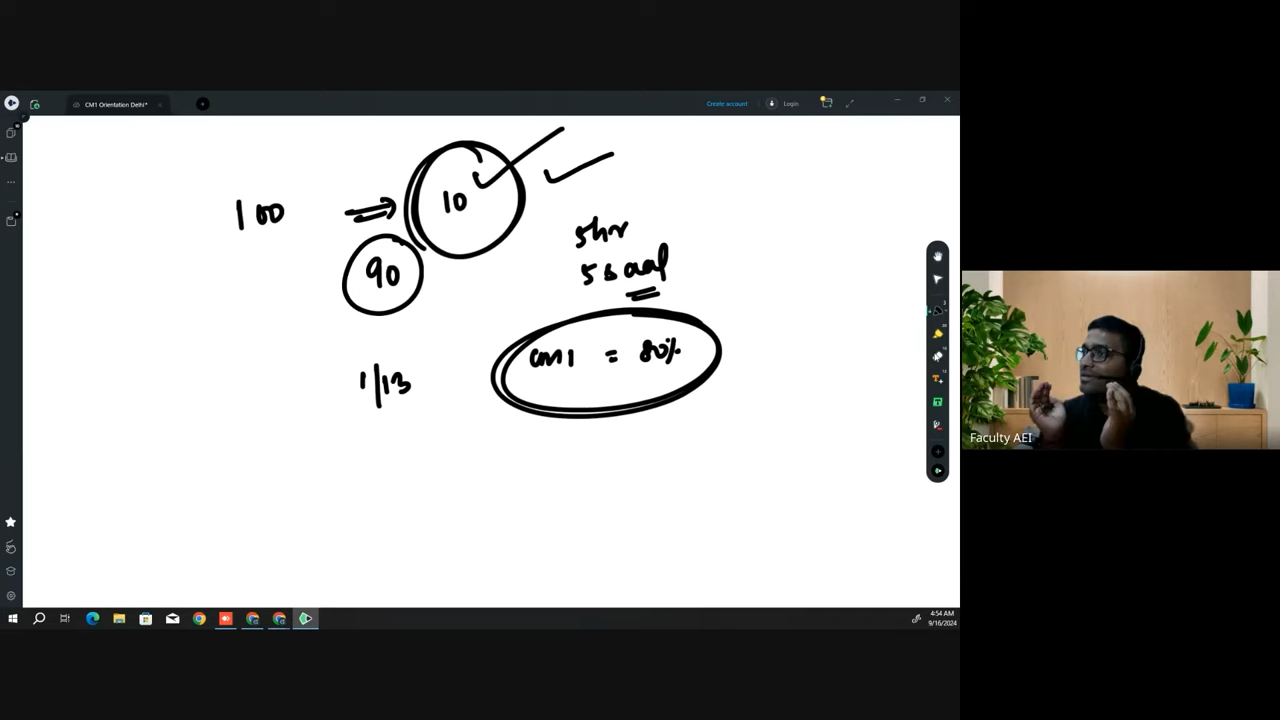 CM1 Orientation Delhi*
Create account
Login
100
10
90
5hr
5 saal
1/13
CM1 = 80%
Faculty AEI
4:54 AM
9/16/2024